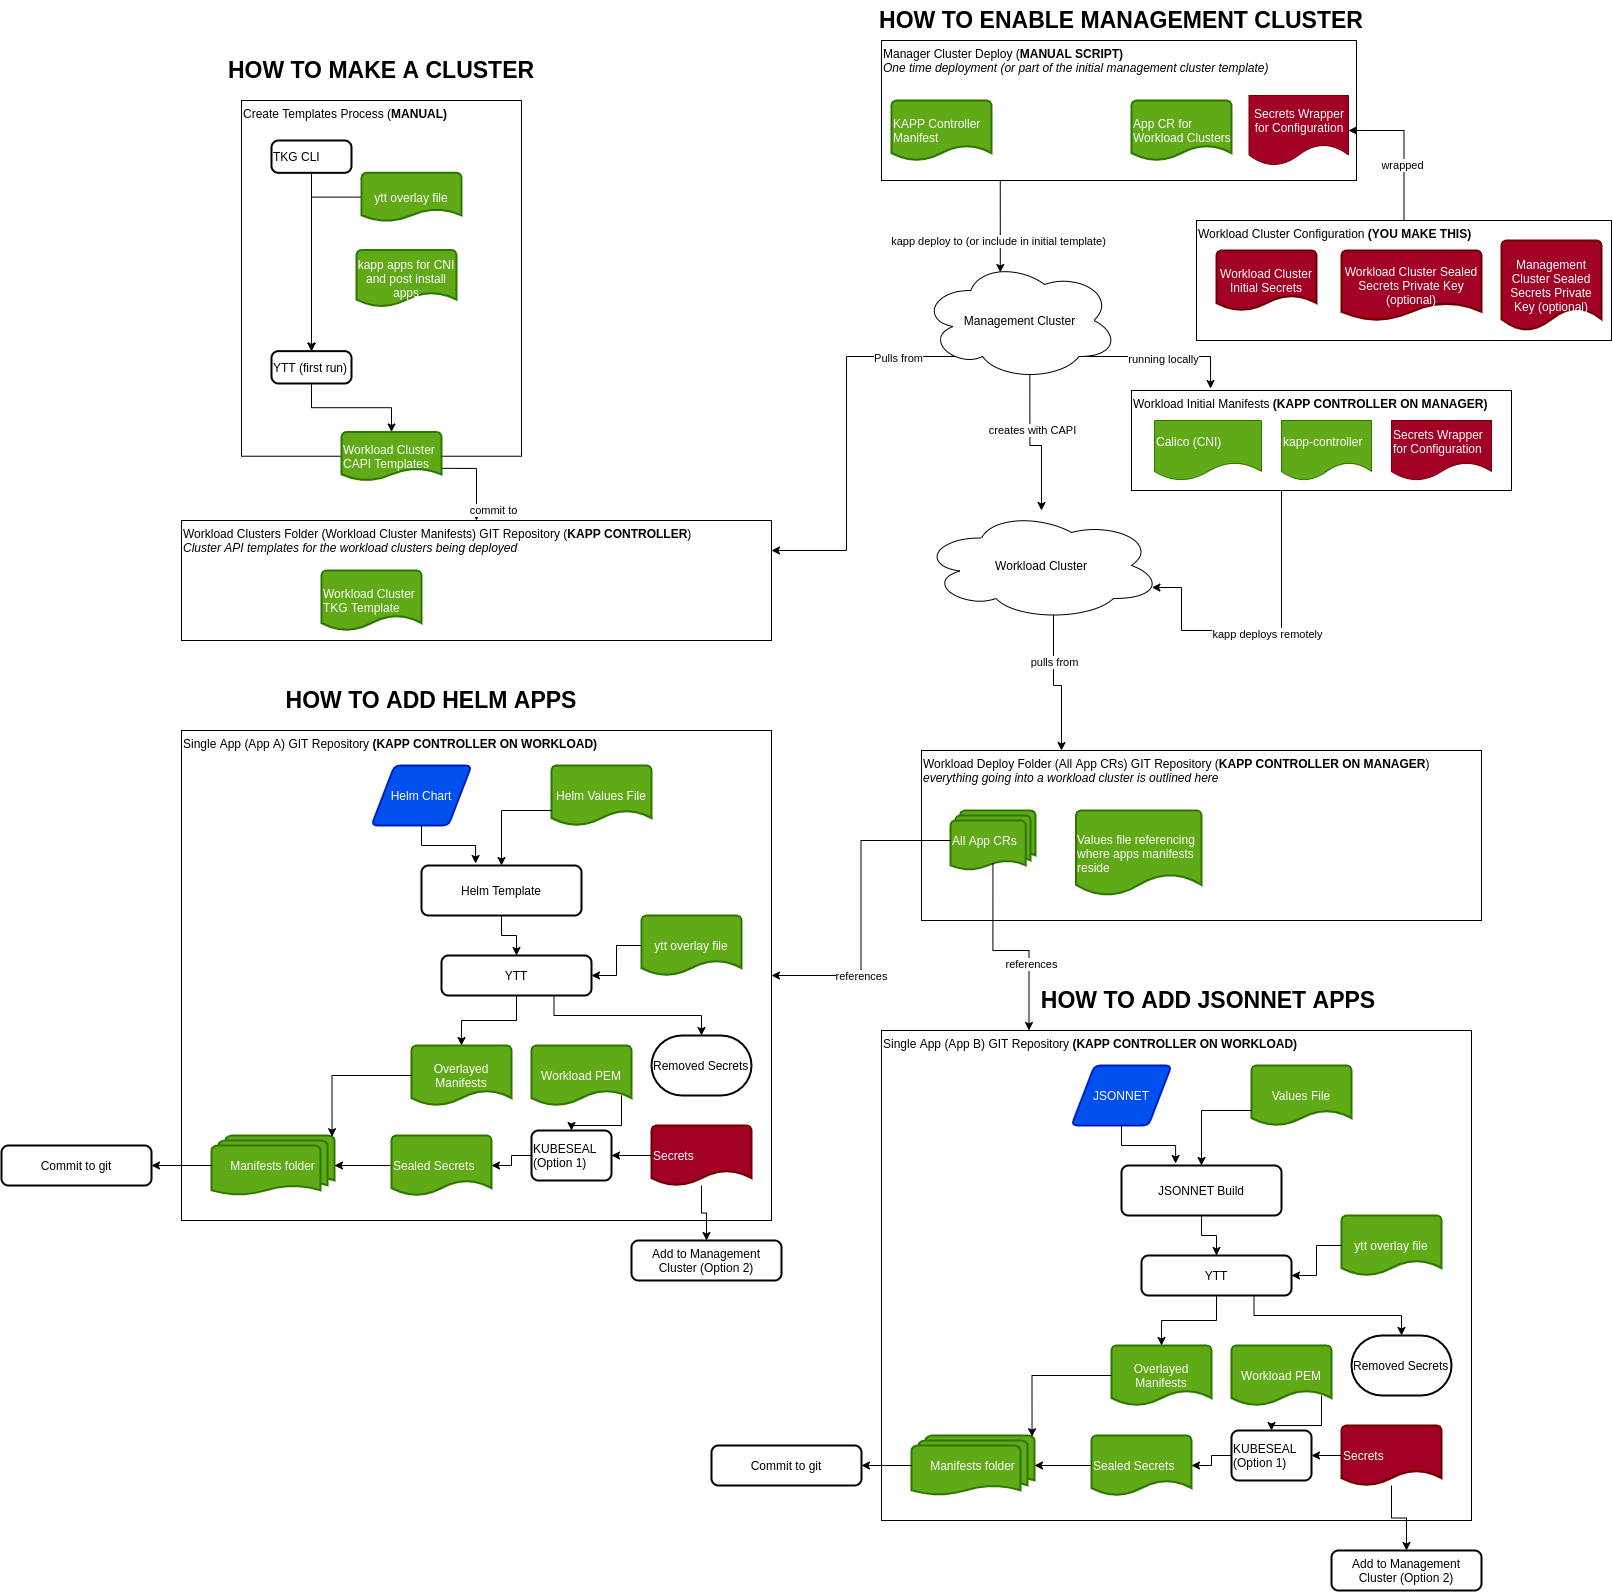 HOW TO ENABLE MANAGEMENT CLUSTER
Manager Cluster Deploy (MANUAL SCRIPT)
One time deployment (or part of the initial management cluster template)
KAPP Controller
Manifest
App CR for
Workload Clusters
Secrets Wrapper
for Configuration
wrapped
Workload Cluster Configuration (YOU MAKE THIS)
Workload Cluster
Initial Secrets
Workload Cluster Sealed
Secrets Private Key
(optional)
Management
Cluster Sealed
Secrets Private
Key (optional)
kapp deploy to (or include in initial template)
Management Cluster
Pulls from
running locally
creates with CAPI
Workload Initial Manifests (KAPP CONTROLLER ON MANAGER)
Calico (CNI)
kapp-controller
Secrets Wrapper
for Configuration
Workload Cluster
kapp deploys remotely
pulls from
HOW TO MAKE A CLUSTER
Create Templates Process (MANUAL)
TKG CLI
ytt overlay file
kapp apps for CNI
and post install
apps
YTT (first run)
Workload Cluster
CAPI Templates
commit to
Workload Clusters Folder (Workload Cluster Manifests) GIT Repository (KAPP CONTROLLER)
Cluster API templates for the workload clusters being deployed
Workload Cluster
TKG Template
Workload Deploy Folder (All App CRs) GIT Repository (KAPP CONTROLLER ON MANAGER)
everything going into a workload cluster is outlined here
All App CRs
Values file referencing
where apps manifests
reside
references
references
HOW TO ADD HELM APPS
Single App (App A) GIT Repository (KAPP CONTROLLER ON WORKLOAD)
Helm Chart
Helm Values File
Helm Template
ytt overlay file
YTT
Overlayed
Manifests
Workload PEM
Removed Secrets
Commit to git
Manifests folder
Sealed Secrets
KUBESEAL
(Option 1)
Secrets
Add to Management
Cluster (Option 2)
HOW TO ADD JSONNET APPS
Single App (App B) GIT Repository (KAPP CONTROLLER ON WORKLOAD)
JSONNET
Values File
JSONNET Build
ytt overlay file
YTT
Overlayed
Manifests
Workload PEM
Removed Secrets
Commit to git
Manifests folder
Sealed Secrets
KUBESEAL
(Option 1)
Secrets
Add to Management
Cluster (Option 2)